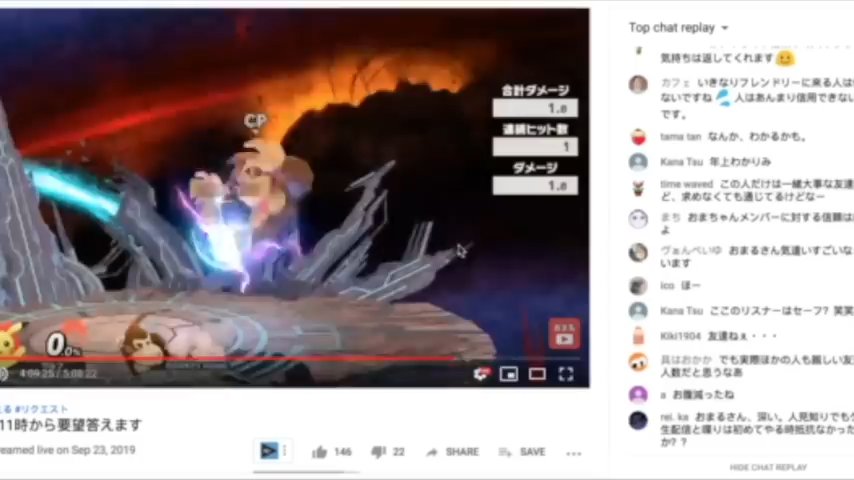 合計ダメージ
1.0
CP
連続ヒット数
1
ダメージ
1.0
0.0%
4:09:25 / 5:08:22
える #リクエスト
11時から要望答えます
eamed live on Sep 23, 2019
146
22
SHARE
SAVE
Top chat replay
気持ちは返してくれます
カフェ いきなりフレンドリーに来る人は
ないですね 人はあんまり信用できない
です。
tama tan なんか、わかるかも。
Kana Tsu 年上わかりみ
time waved この人だけは一緒大事な友達
ど、求めなくても通じてるけどなー
まち おまちゃんメンバーに対する信頼は
よ
ヴぁんぺいゆ おまるさん気遣いすごいな
います
ico ほー
Kana Tsu ここのリスナーはセーフ? 笑笑
Kiki1904 友達ねぇ・・・
具はおかか でも実際ほかの人も親しい友
人数だと思うなあ
a お腹減ったね
rei. ka おまるさん、深い。人見知りでも
生配信と喋りは初めてやる時抵抗なかった
か? ?
HIDE CHAT REPLAY